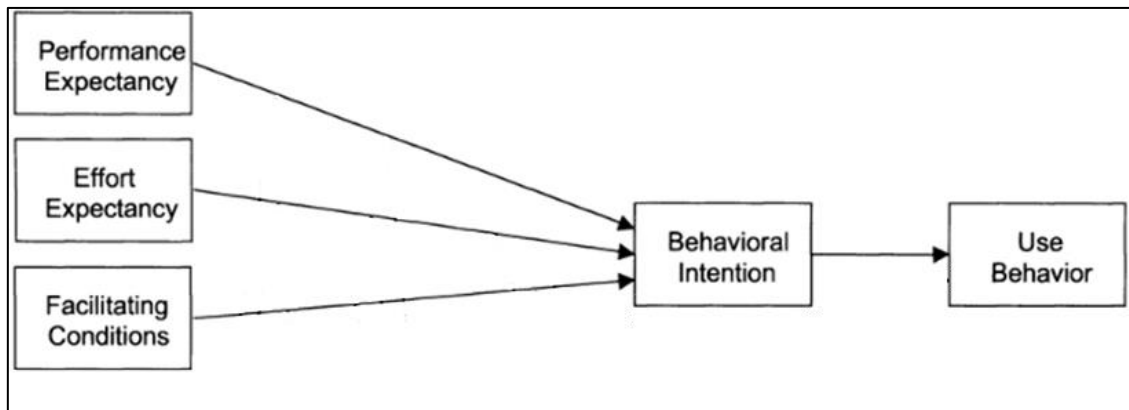 Performance
Expectancy
Effort
Expectancy
Facilitating
Conditions
Behavioral
Intention
Use
Behavior